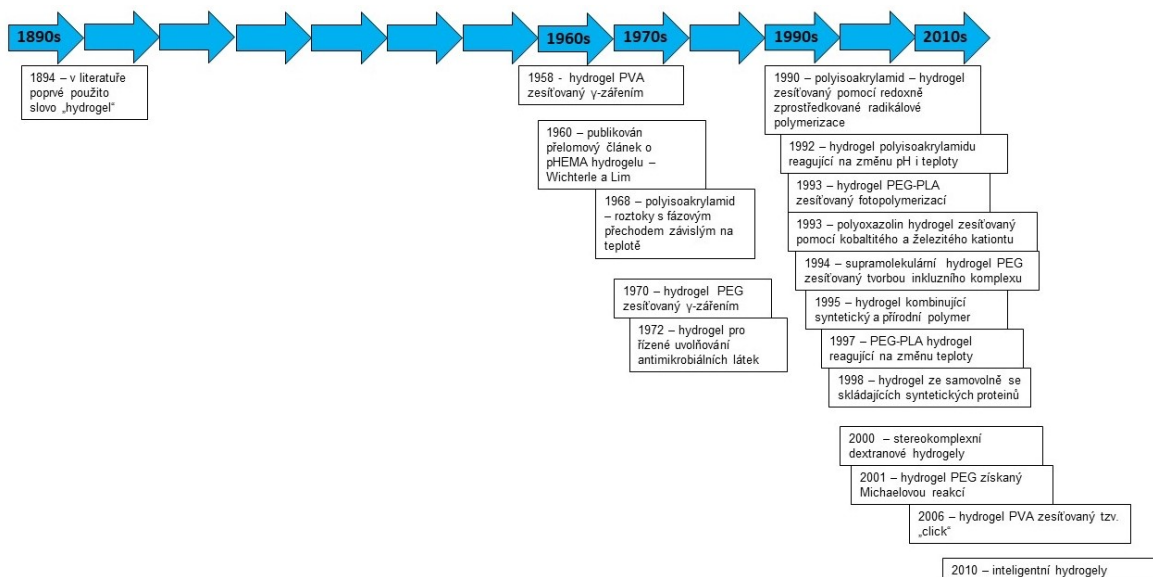 1890s
1960s
1970s
1990s
2010s
1894 – v literatuře
poprvé použito
slovo „hydrogel“
1958 - hydrogel PVA
zesíťovaný γ-zářením
1960 – publikován
přelomový článek o
pHEMA hydrogelu –
Wichterle a Lim
1968 – polyisoakrylamid
– roztoky s fázovým
přechodem závislým na
teplotě
1970 – hydrogel PEG
zesíťovaný γ-zářením
1972 – hydrogel pro
řízené uvolňování
antimikrobiálních látek
1990 – polyisoakrylamid – hydrogel
zesíťovaný pomocí redoxně
zprostředkované radikálové
polymerizace
1992 – hydrogel polyisoakrylamidu
reagující na změnu pH i teploty
1993 – hydrogel PEG-PLA
zesíťovaný fotopolymerizací
1993 – polyoxazolin hydrogel zesíťovaný
pomocí kobaltitého a železitého kationtu
1994 – supramolekulární hydrogel PEG
zesíťovaný tvorbou inkluzního komplexu
1995 – hydrogel kombinující
syntetický a přírodní polymer
1997 – PEG-PLA hydrogel
reagující na změnu teploty
1998 – hydrogel ze samovolně se
skládajících syntetických proteinů
2000 – stereokomplexní
dextranové hydrogely
2001 – hydrogel PEG získaný
Michaelovou reakcí
2006 – hydrogel PVA zesíťovaný tzv.
„click“
2010 – inteligentní hydrogely